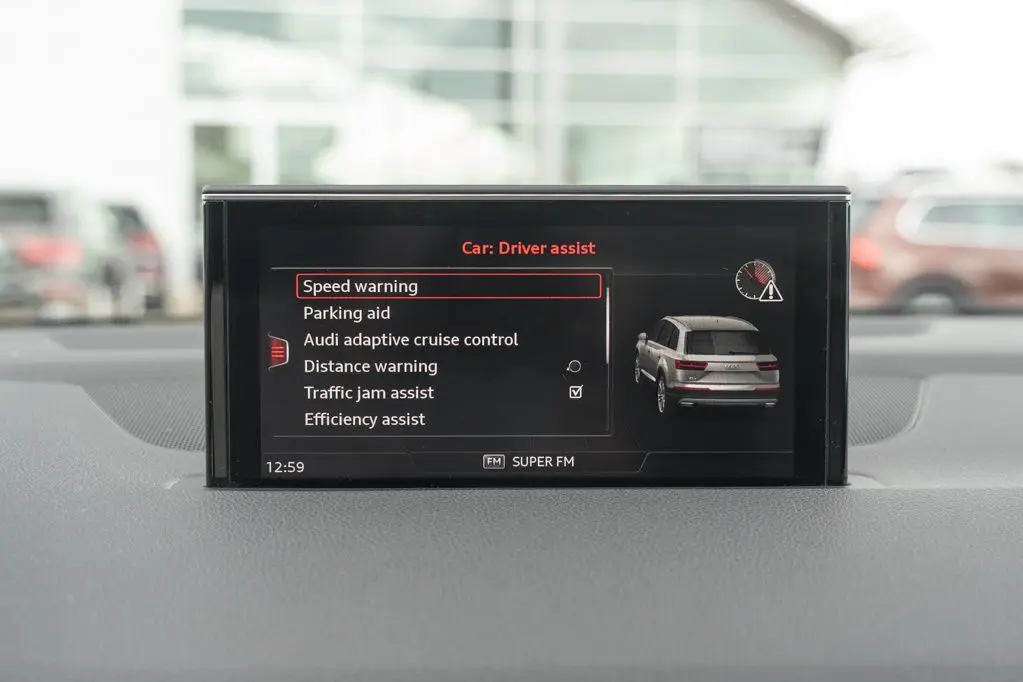 Car: Driver assist
Speed warning
Parking aid
Audi adaptive cruise control
Distance warning
Traffic jam assist
Efficiency assist
12:59
FM SUPER FM